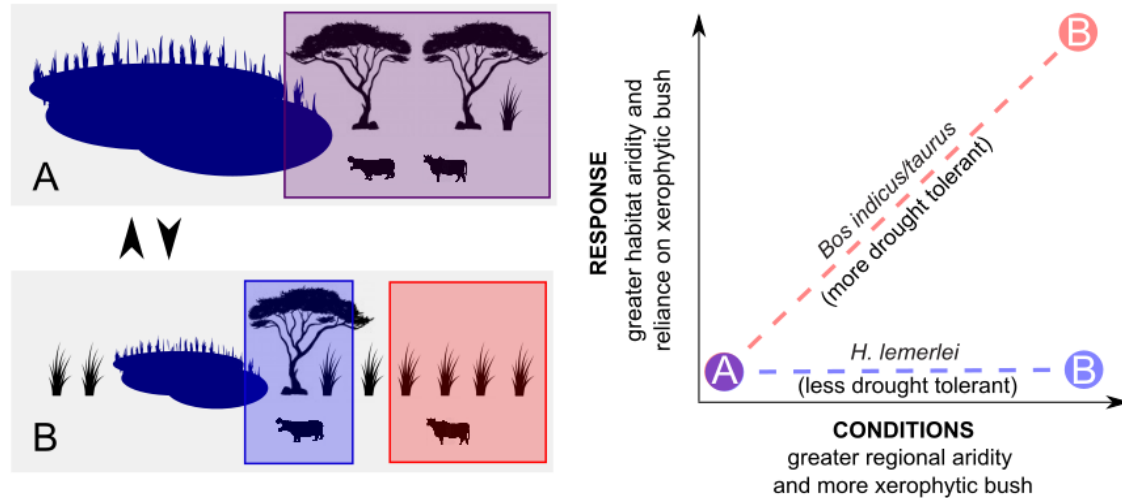 A
B
RESPONSE
greater habitat aridity and
reliance on xerophytic bush
Bos indicus/taurus
(more drought tolerant)
B
A
H. lemerlei
(less drought tolerant)
B
CONDITIONS
greater regional aridity
and more xerophytic bush